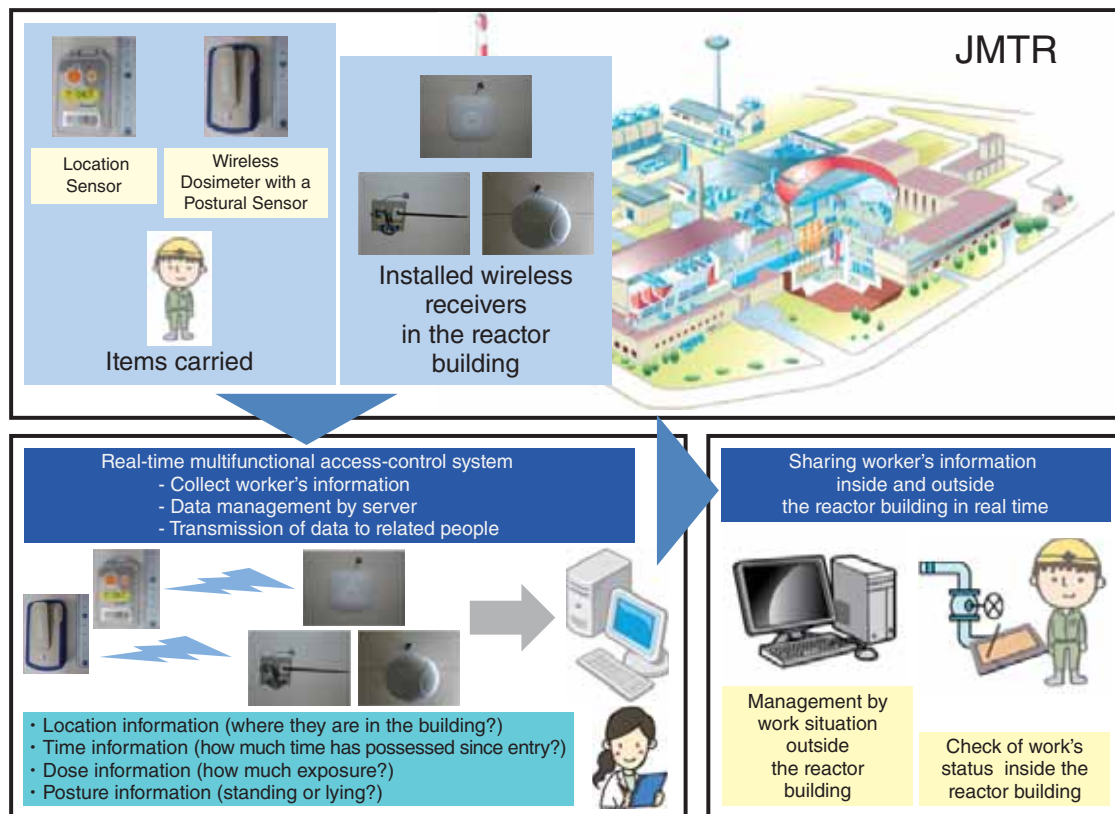 JMTR
Location
Sensor
Wireless
Dosimeter with a
Postural Sensor
Items carried
Installed wireless
receivers
in the reactor
building
Real-time multifunctional access-control system
- Collect worker's information
- Data management by server
- Transmission of data to related people
・Location information (where they are in the building?)
・Time information (how much time has possessed since entry?)
・Dose information (how much exposure?)
・Posture information (standing or lying?)
Sharing worker's information
inside and outside
the reactor building in real time
Management by
work situation
outside
the reactor
building
Check of work's
status inside the
reactor building